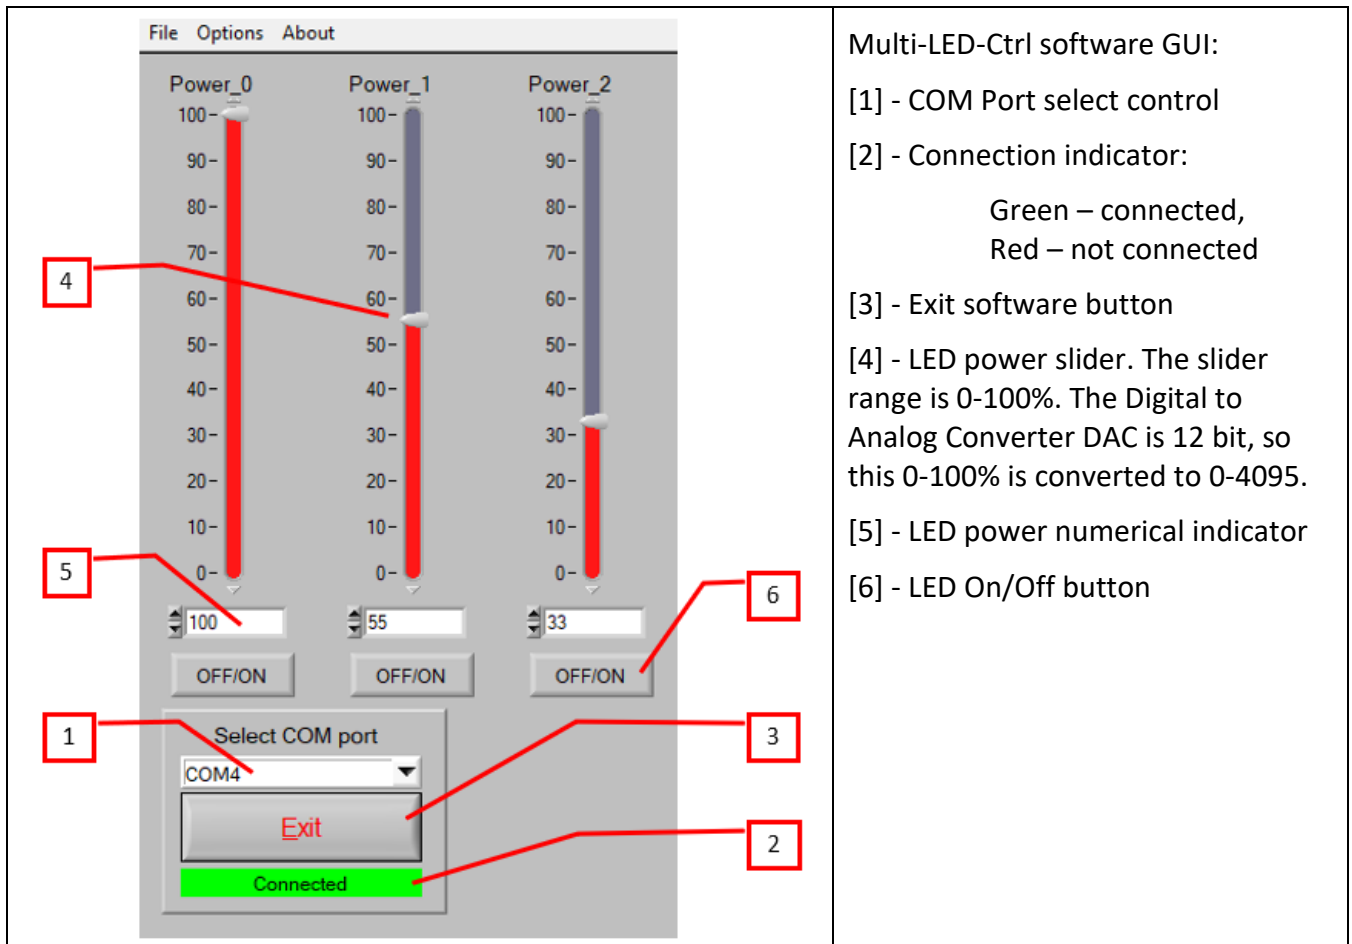 File Options About
Power_0 Power_1 Power_2
100 100 100
90 90 90
80 80 80
70 70 70
4
60 60 60
50 50 50
40 40 40
30 30 30
20 20 20
10 10 10
5
0 0 0
6
100 55 33
OFF/ON OFF/ON OFF/ON
1
Select COM port
3
COM4
Exit
2
Connected
Multi-LED-Ctrl software GUI:
[1] - COM Port select control
[2] - Connection indicator:
Green – connected,
Red – not connected
[3] - Exit software button
[4] - LED power slider. The slider
range is 0-100%. The Digital to
Analog Converter DAC is 12 bit, so
this 0-100% is converted to 0-4095.
[5] - LED power numerical indicator
[6] - LED On/Off button